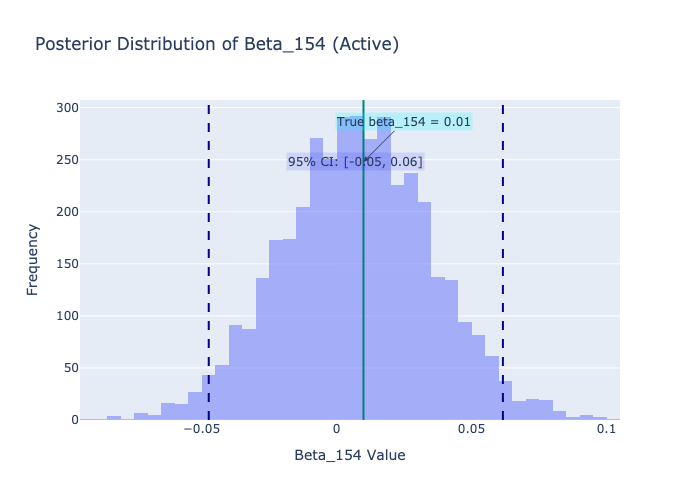 Posterior Distribution of Beta_154 (Active)
300
True beta_154 = 0.01
250
95% CI: [-0.05, 0.06]
200
Frequency
150
100
50
0
−0.05
0
0.05
0.1
Beta_154 Value